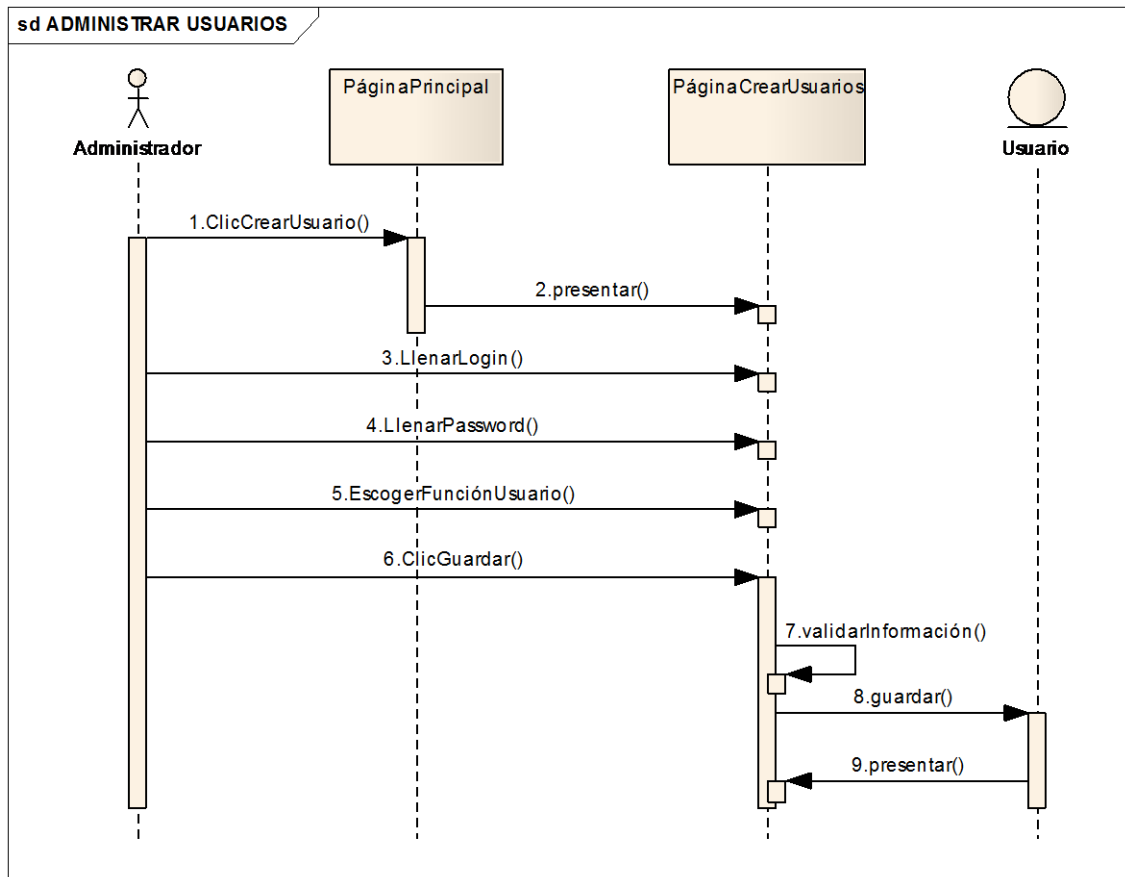 sd ADMINISTRAR USUARIOS
Administrador
PáginaPrincipal
PáginaCrearUsuarios
Usuario
1.ClicCrearUsuario()
2.presentar()
3.LlenarLogin()
4.LlenarPassword()
5.EscogerFunciónUsuario()
6.ClicGuardar()
7.validarInformación()
8.guardar()
9.presentar()